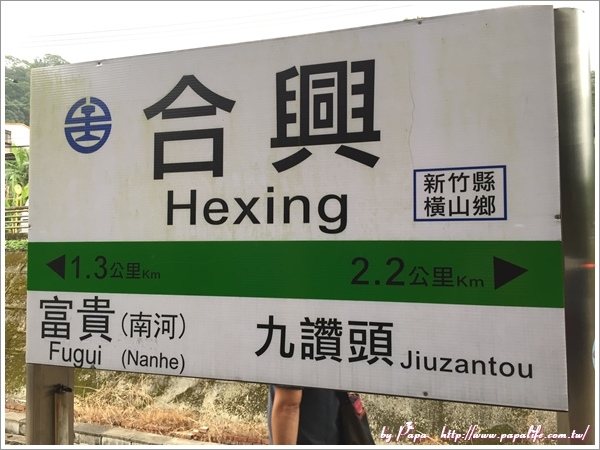 合興
Hexing
新竹縣
橫山鄉
1.3公里Km
2.2公里Km
富貴(南河)
Fugui (Nanhe)
九讚頭 Jiuzantou
by Papa http://www.papalife.com.tw/